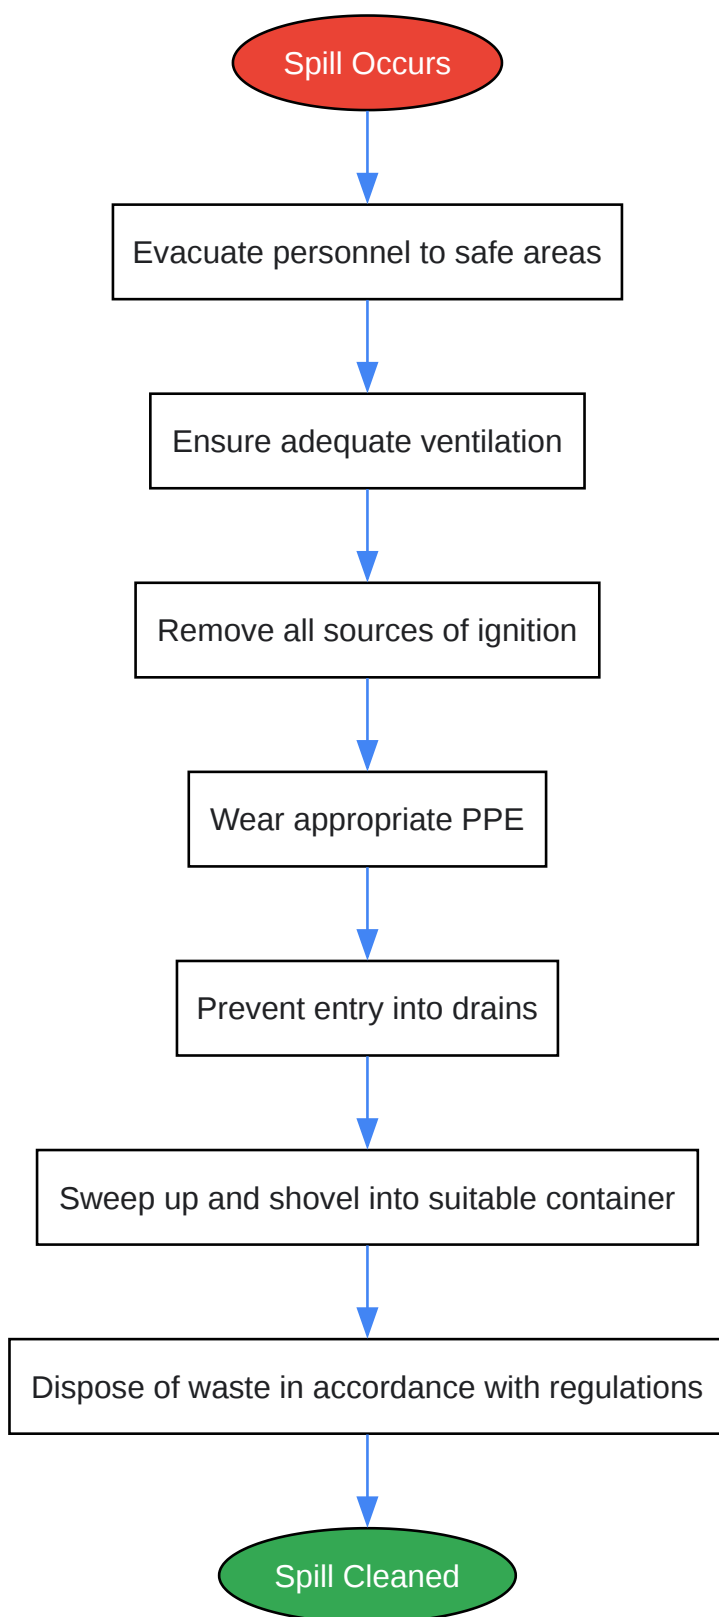 Spill Occurs
Evacuate personnel to safe areas
Ensure adequate ventilation
Remove all sources of ignition
Wear appropriate PPE
Prevent entry into drains
Sweep up and shovel into suitable container
Dispose of waste in accordance with regulations
Spill Cleaned